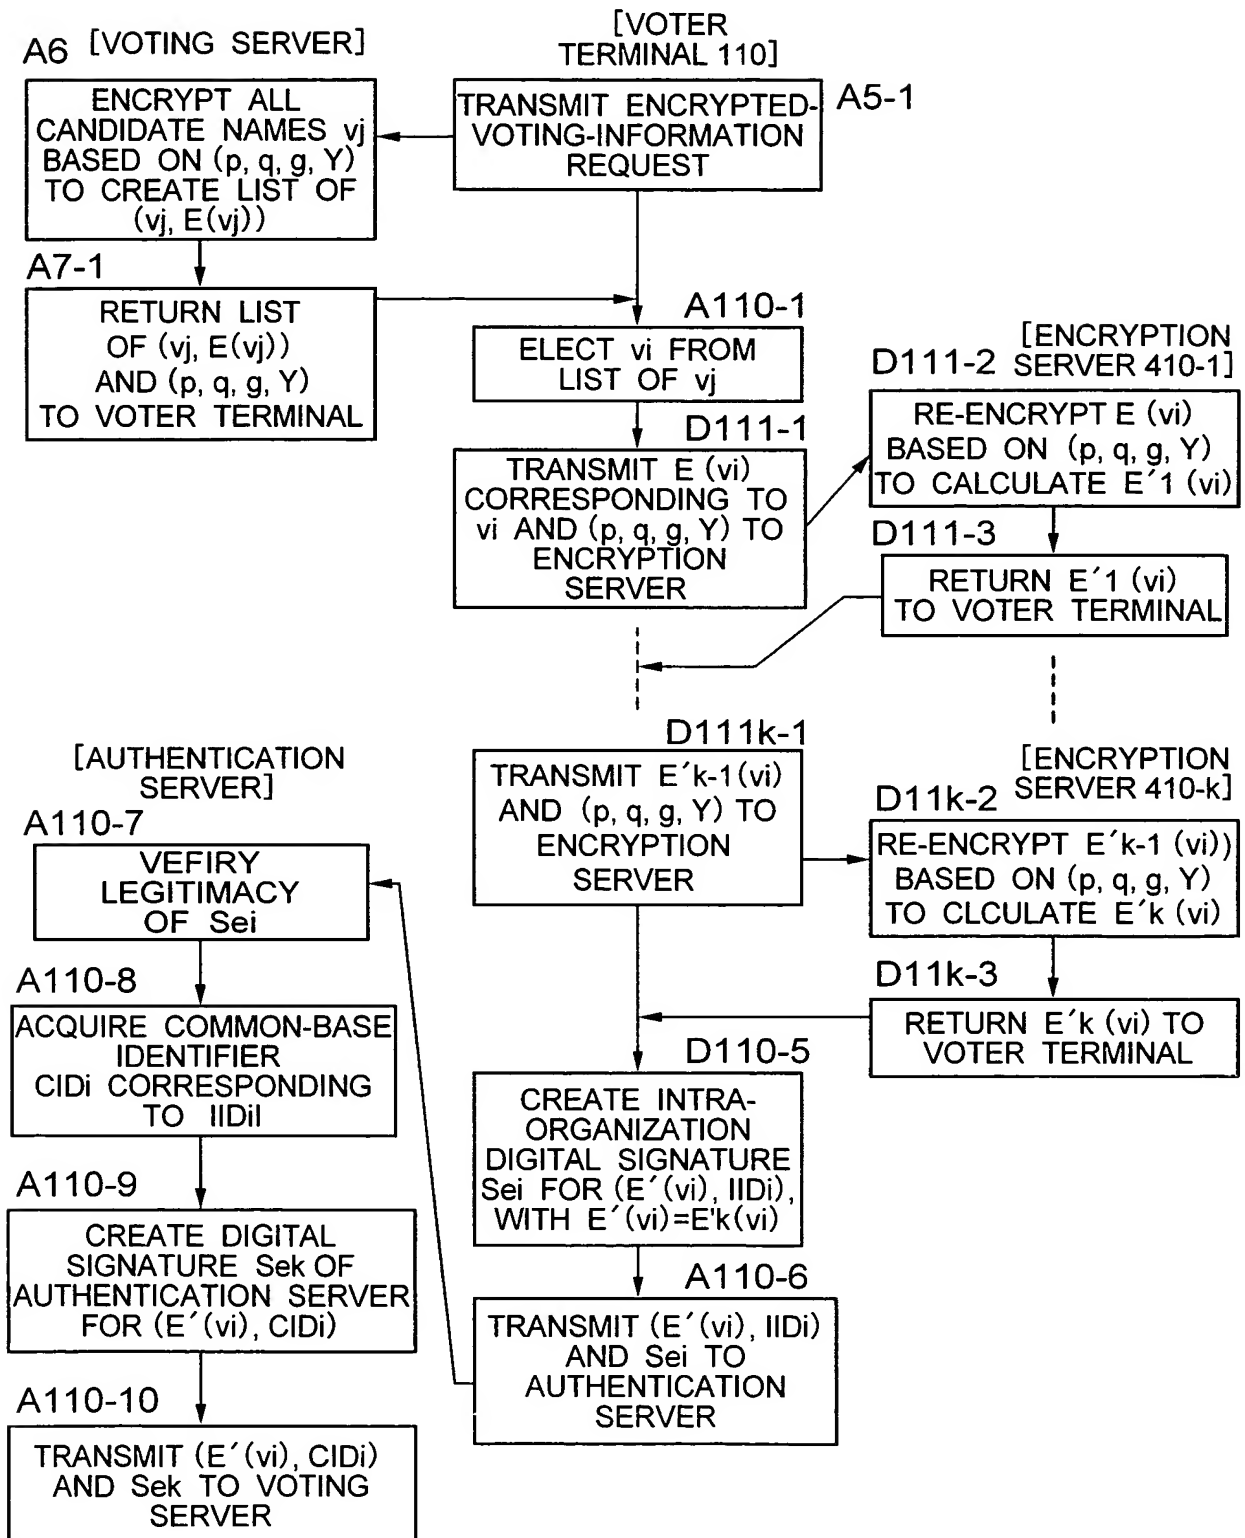 A6 [VOTING SERVER]
ENCRYPT ALL
CANDIDATE NAMES vj
BASED ON (p, q, g, Y)
TO CREATE LIST OF
(vj, E(vj))
[VOTER
TERMINAL 110]
A5-1
TRANSMIT ENCRYPTED-
VOTING-INFORMATION
REQUEST
A7-1
RETURN LIST
OF (vj, E(vj))
AND (p, q, g, Y)
TO VOTER TERMINAL
A110-1
ELECT vi FROM
LIST OF vj
D111-1
TRANSMIT E (vi)
CORRESPONDING TO
vi AND (p, q, g, Y) TO
ENCRYPTION
SERVER
[ENCRYPTION
SERVER 410-1]
D111-2
RE-ENCRYPT E (vi)
BASED ON (p, q, g, Y)
TO CALCULATE E´1 (vi)
D111-3
RETURN E´1 (vi)
TO VOTER TERMINAL
D111k-1
TRANSMIT E´k-1 (vi)
AND (p, q, g, Y) TO
ENCRYPTION
SERVER
[ENCRYPTION
SERVER 410-k]
D11k-2
RE-ENCRYPT E´k-1 (vi))
BASED ON (p, q, g, Y)
TO CLCULATE E´k (vi)
D11k-3
RETURN E´k (vi) TO
VOTER TERMINAL
D110-5
CREATE INTRA-
ORGANIZATION
DIGITAL SIGNATURE
Sei FOR (E´(vi), IIDi),
WITH E´(vi)=E'k(vi)
A110-6
TRANSMIT (E´(vi), IIDi)
AND Sei TO
AUTHENTICATION
SERVER
[AUTHENTICATION
SERVER]
A110-7
VEFIRY
LEGITIMACY
OF Sei
A110-8
ACQUIRE COMMON-BASE
IDENTIFIER
CIDi CORRESPONDING
TO IIDiI
A110-9
CREATE DIGITAL
SIGNATURE Sek OF
AUTHENTICATION SERVER
FOR (E´(vi), CIDi)
A110-10
TRANSMIT (E´(vi), CIDi)
AND Sek TO VOTING
SERVER